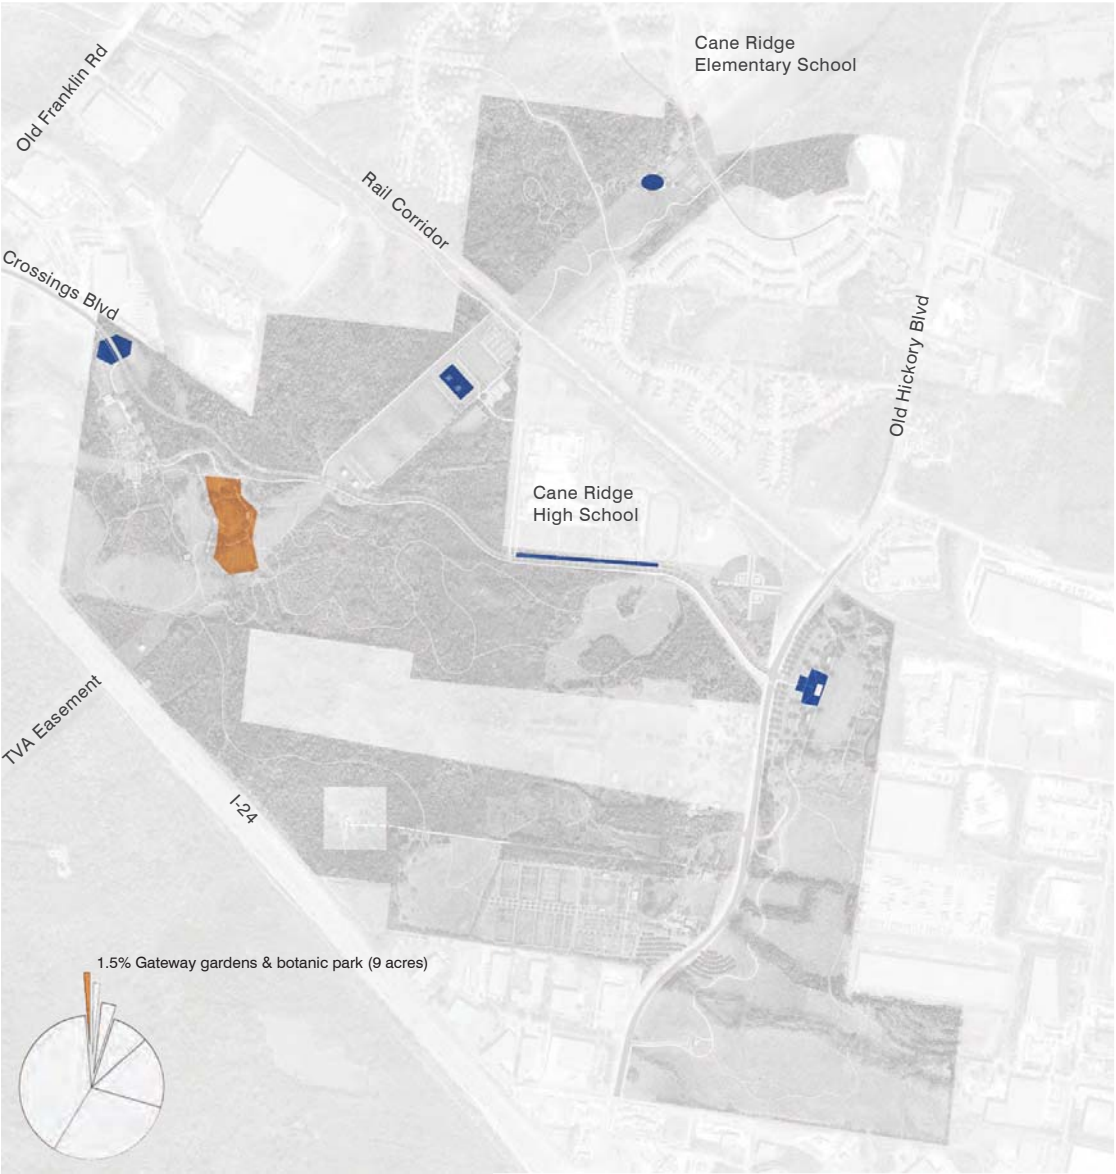 Cane Ridge
Elementary School
Old Franklin Rd
Rail Corridor
Crossings Blvd
Old Hickory Blvd
Cane Ridge
High School
TVA Easement
I-24
1.5% Gateway gardens & botanic park (9 acres)